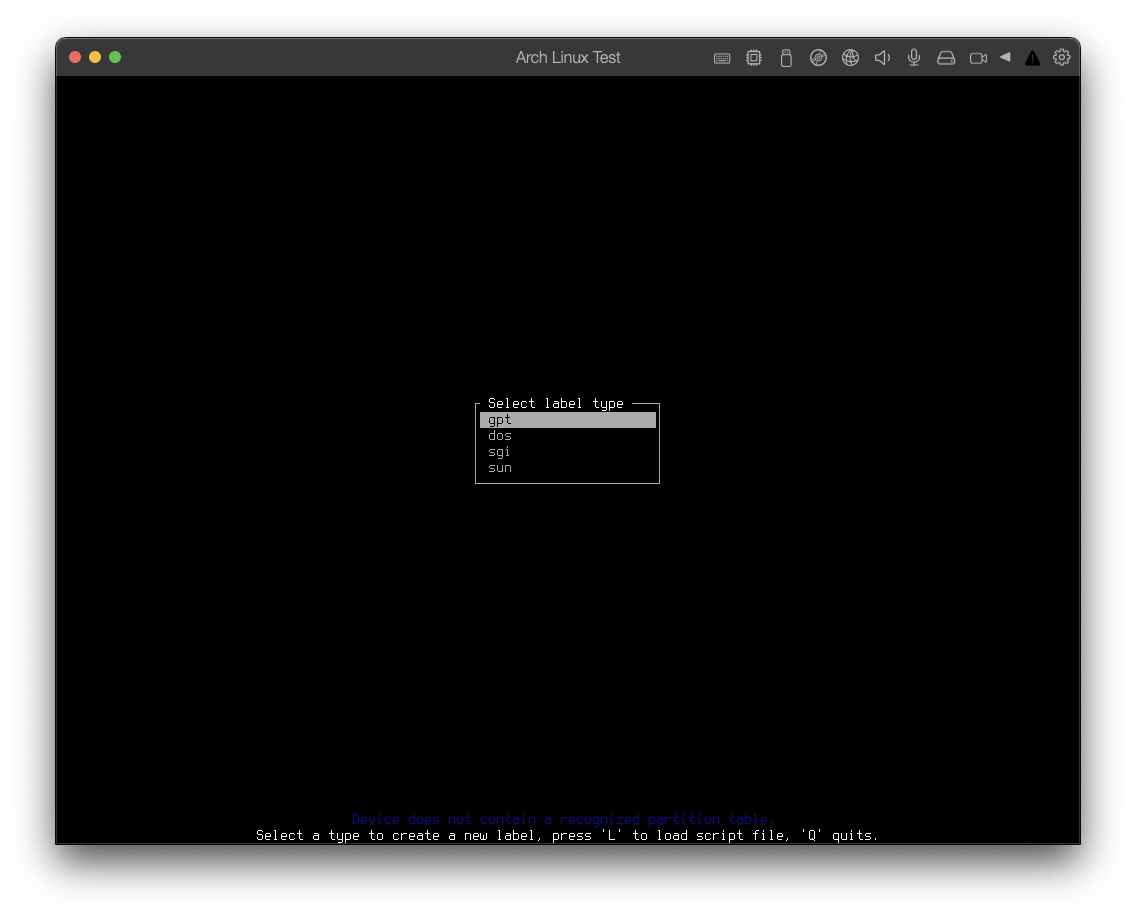 Arch Linux Test
Select label type
gpt
dos
sgi
sun
Device does not contain a recognized partition table.
Select a type to create a new label, press 'L' to load script file, 'Q' quits.